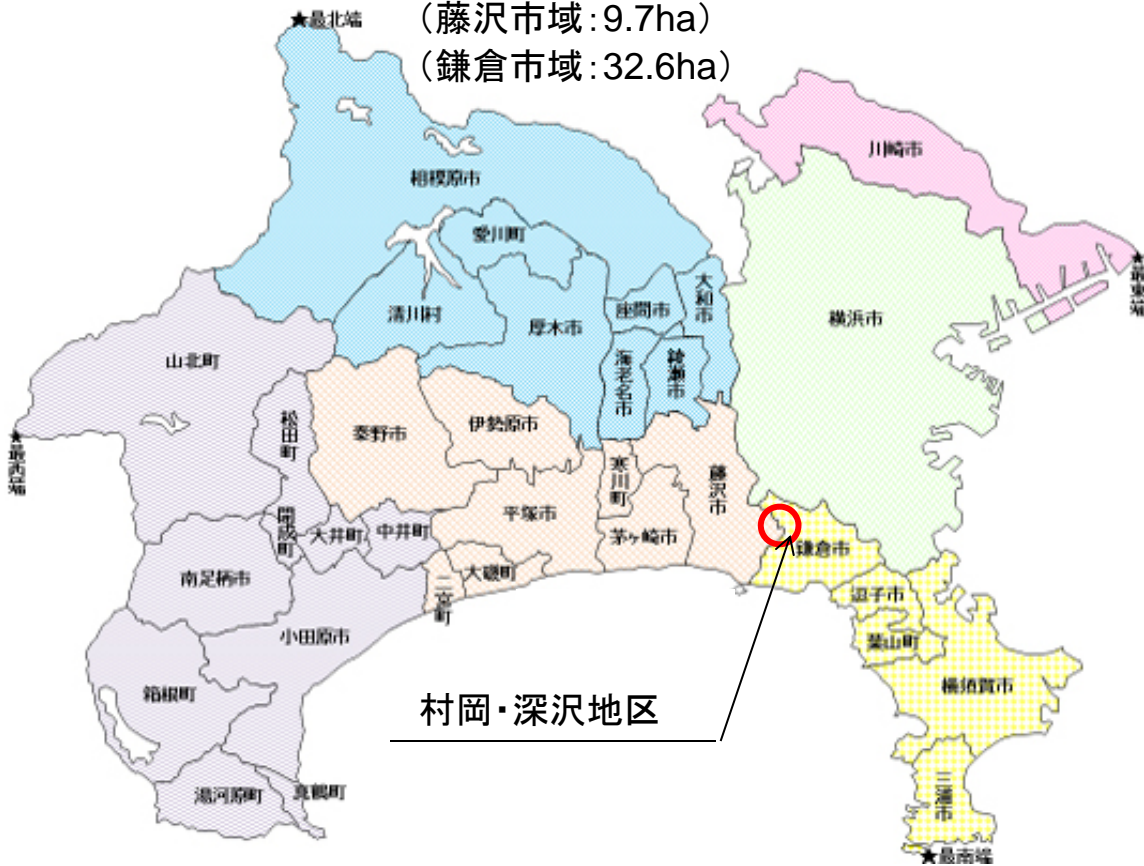 ★最北端
（藤沢市域：9.7ha）
（鎌倉市域：32.6ha）
川崎市
相模原市
愛川町
★最東端
大和市
座間市
清川村
厚木市
横浜市
海老名市
綾瀬市
山北町
松田町
秦野市
伊勢原市
★最西端
寒川町
藤沢市
平塚市
開成町
大井町
中井町
茅ヶ崎市
鎌倉市
南足柄市
大磯町
二宮町
逗子市
小田原市
葉山町
箱根町
横須賀市
村岡・深沢地区
湯河原町
真鶴町
三浦市
★最南端